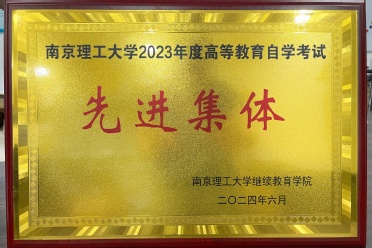 南京理工大学2023年度高等教育自学考试
先进集体
南京理工大学继续教育学院
二〇二四年六月